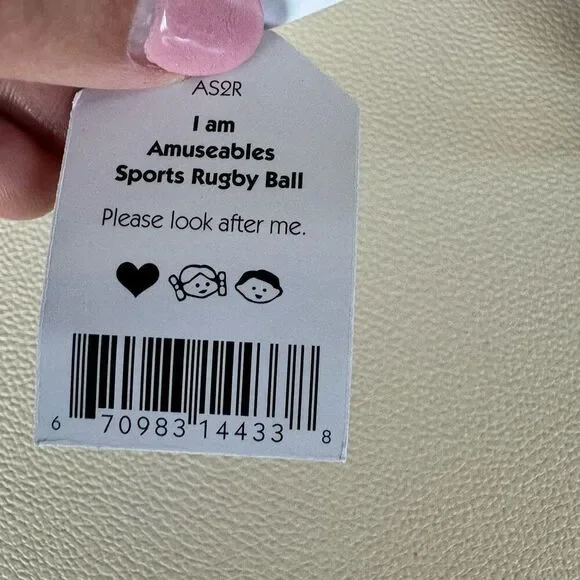 AS2R
I am
Amuseables
Sports Rugby Ball
Please look after me.
6 70983 14433 8